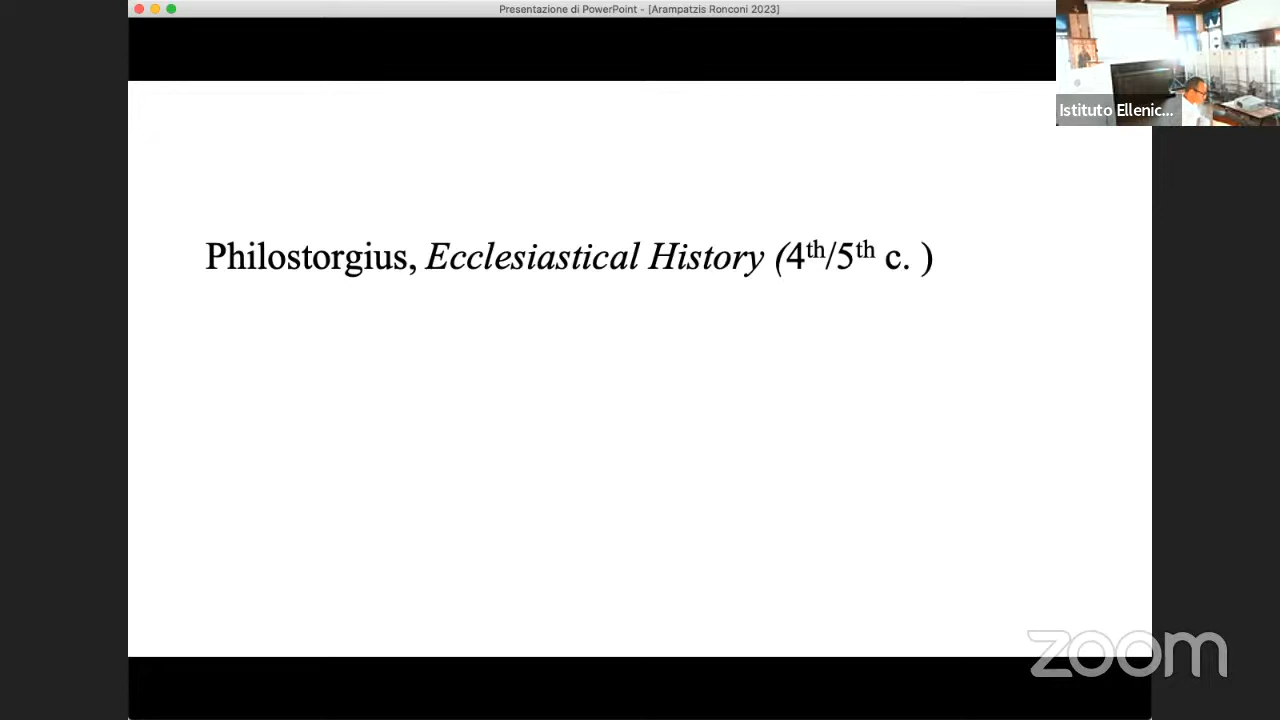 Presentazione di PowerPoint - [Arampatzis Ronconi 2023]
Istituto Ellenic...
Philostorgius, Ecclesiastical History (4th/5th c. )
zoom